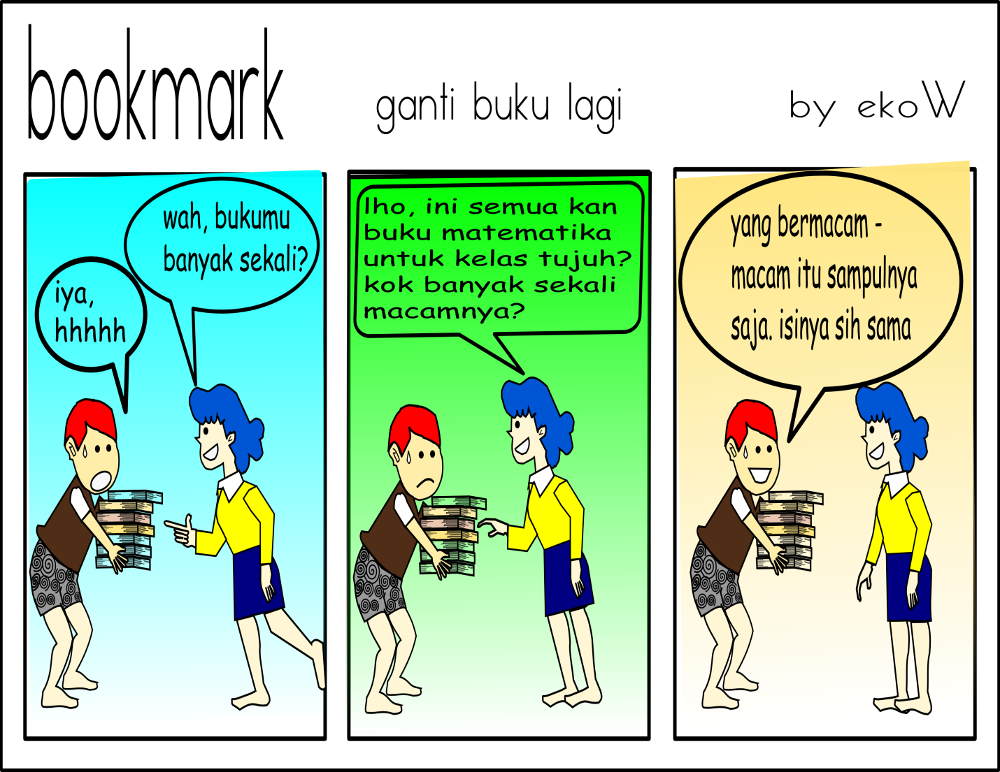 bookmark
ganti buku lagi
by ekoW
wah, bukumu
banyak sekali?
iya,
hhhhh
lho, ini semua kan
buku matematika
untuk kelas tujuh?
kok banyak sekali
macamnya?
yang bermacam -
macam itu sampulnya
saja. isinya sih sama